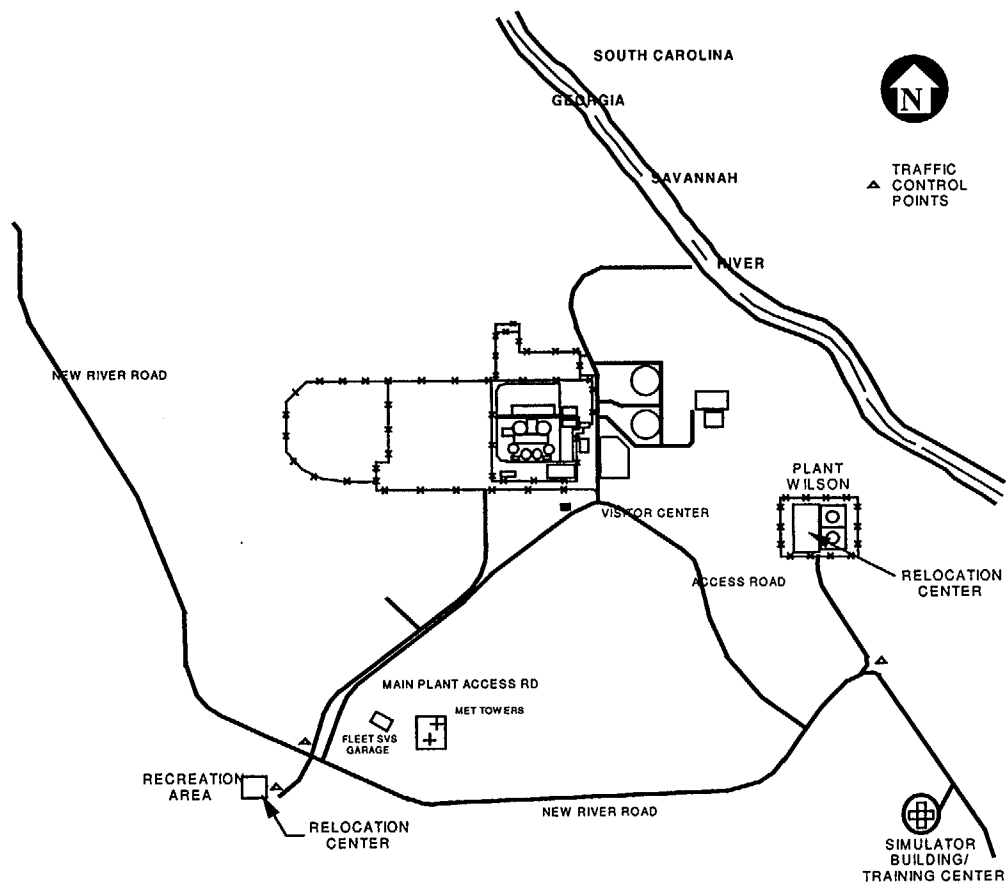 SOUTH CAROLINA
GEORGIA
N
TRAFFIC
CONTROL
POINTS
SAVANNAH
RIVER
NEW RIVER ROAD
PLANT
WILSON
VISITOR CENTER
ACCESS ROAD
RELOCATION
CENTER
MAIN PLANT ACCESS RD
MET TOWERS
FLEET SVS
GARAGE
RECREATION
AREA
NEW RIVER ROAD
RELOCATION
CENTER
SIMULATOR
BUILDING/
TRAINING CENTER